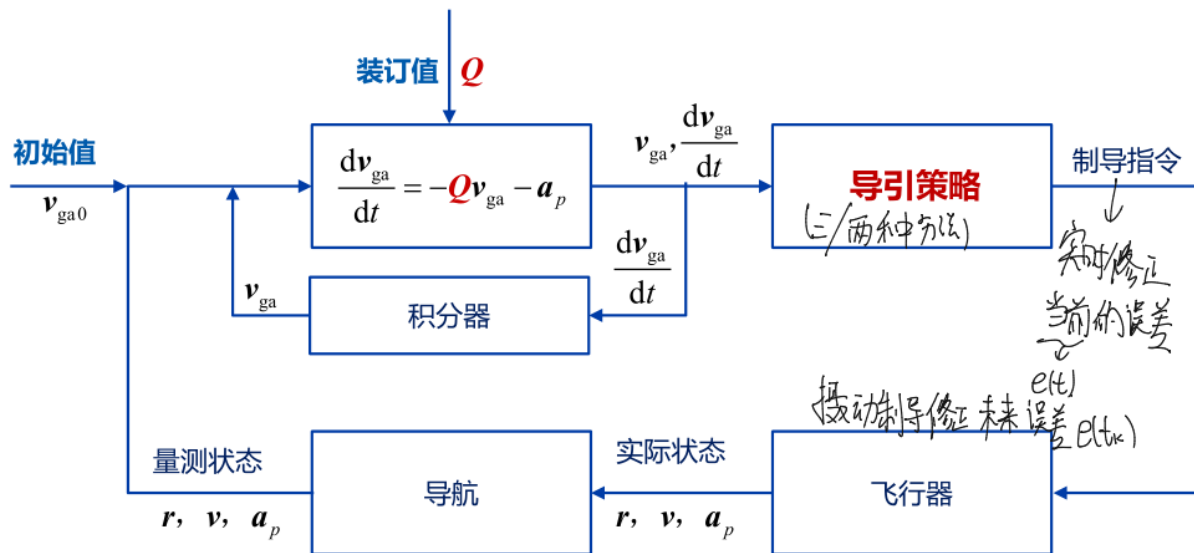 装订值 Q
初始值
v_ga0
dv_ga/dt = -Qv_ga - a_p
v_ga, dv_ga/dt
导引策略
(三/两种方法)
制导指令
实时修正
当前的误差
e(t)
v_ga
积分器
dv_ga/dt
摄动制导修正未来误差 e(t_k)
量测状态
r, v, a_p
导航
实际状态
r, v, a_p
飞行器